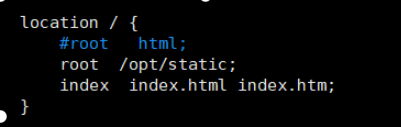 location / {
    #root   html;
    root  /opt/static;
    index  index.html index.htm;
}